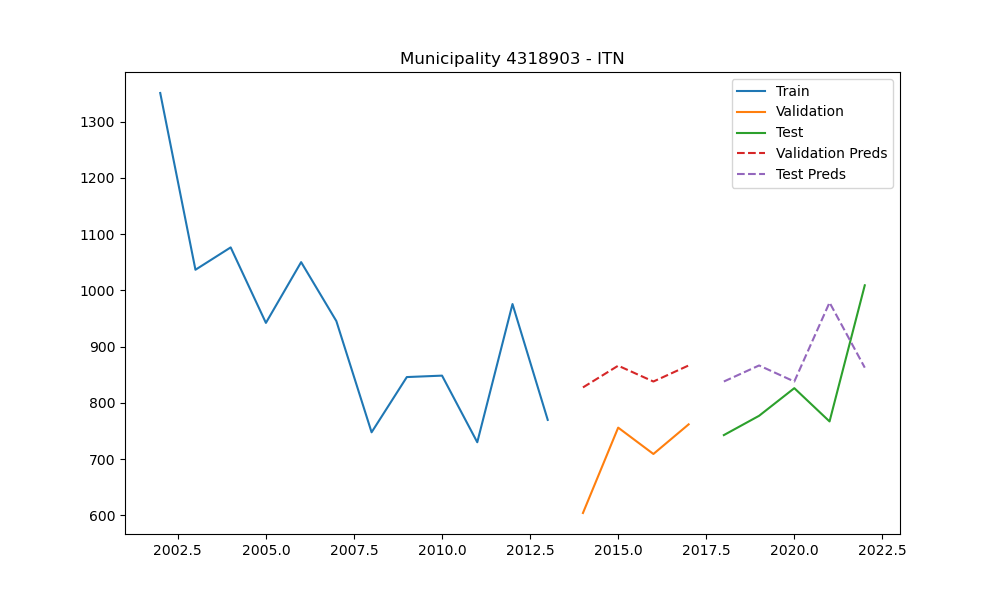 Municipality 4318903 - ITN
Train
Validation
Test
Validation Preds
Test Preds
1300
1200
1100
1000
900
800
700
600
2002.5 2005.0 2007.5 2010.0 2012.5 2015.0 2017.5 2020.0 2022.5